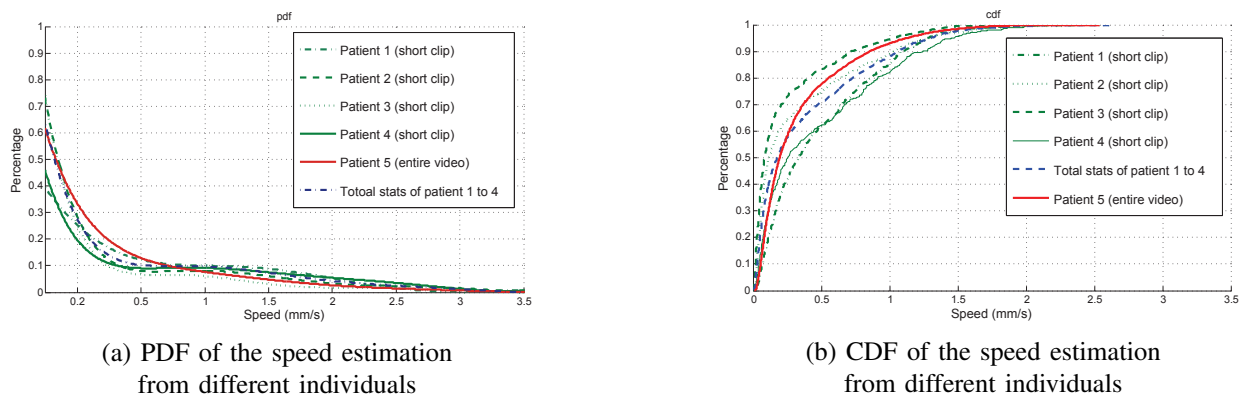 pdf
1
0.9
0.8
0.7
0.6
0.5
0.4
0.3
0.2
0.1
0
Percentage
0.2
0.5
1
1.5
2
2.5
3
3.5
Speed (mm/s)
Patient 1 (short clip)
Patient 2 (short clip)
Patient 3 (short clip)
Patient 4 (short clip)
Patient 5 (entire video)
Totoal stats of patient 1 to 4
(a) PDF of the speed estimation
from different individuals
cdf
1
0.9
0.8
0.7
0.6
0.5
0.4
0.3
0.2
0.1
0
Percentage
0
0.5
1
1.5
2
2.5
3
3.5
Speed (mm/s)
Patient 1 (short clip)
Patient 2 (short clip)
Patient 3 (short clip)
Patient 4 (short clip)
Total stats of patient 1 to 4
Patient 5 (entire video)
(b) CDF of the speed estimation
from different individuals